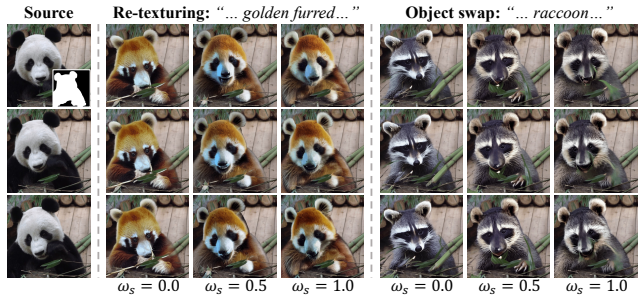 Source Re-texturing: “... golden furred...” Object swap: “... raccoon...”
ωₛ = 0.0 ωₛ = 0.5 ωₛ = 1.0 ωₛ = 0.0 ωₛ = 0.5 ωₛ = 1.0